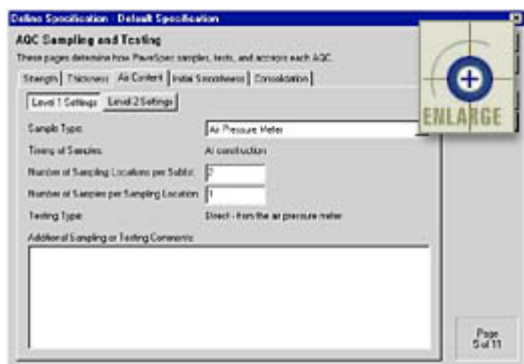 Define Specification - Default Specification
AQC Sampling and Testing
These pages determine how PaveSpec samples, tests, and accepts each AQC.
Strength Thickness Air Content Initial Smoothness Consolidation
Level 1 Settings Level 2 Settings
Sample Type: Air Pressure Meter
Timing of Samples: At construction
Number of Sampling Locations per Sublot: 2
Number of Samples per Sampling Location: 1
Testing Type: Direct - from the air pressure meter
Additional Sampling or Testing Comments:
ENLARGE
Page
5 of 11